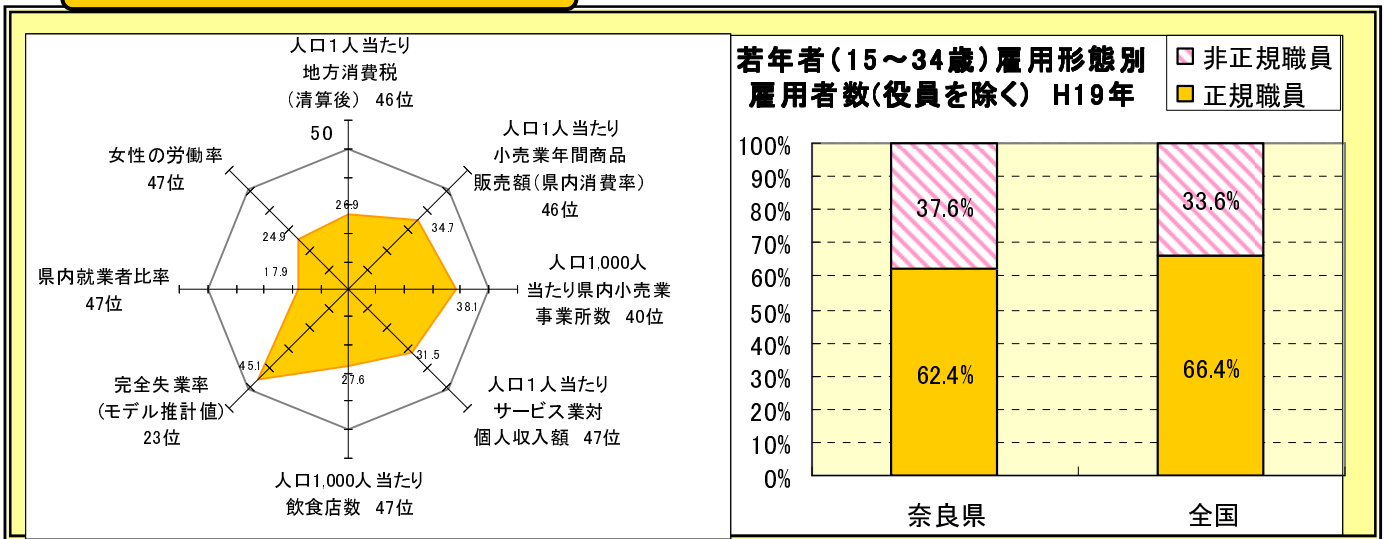 人口１人当たり
地方消費税
（清算後） 46位
50
人口1人当たり
小売業年間商品
販売額（県内消費率）
46位
人口1,000人
当たり県内小売業
事業所数 40位
人口１人当たり
サービス業対
個人収入額 47位
人口1,000人当たり
飲食店数 47位
完全失業率
（モデル推計値）
23位
県内就業者比率
47位
女性の労働率
47位
26.9
34.7
38.1
31.5
27.6
45.1
17.9
24.9
若年者（15～34歳）雇用形態別
雇用者数（役員を除く） H19年
非正規職員
正規職員
100%
90%
80%
70%
60%
50%
40%
30%
20%
10%
0%
37.6%
62.4%
33.6%
66.4%
奈良県
全国